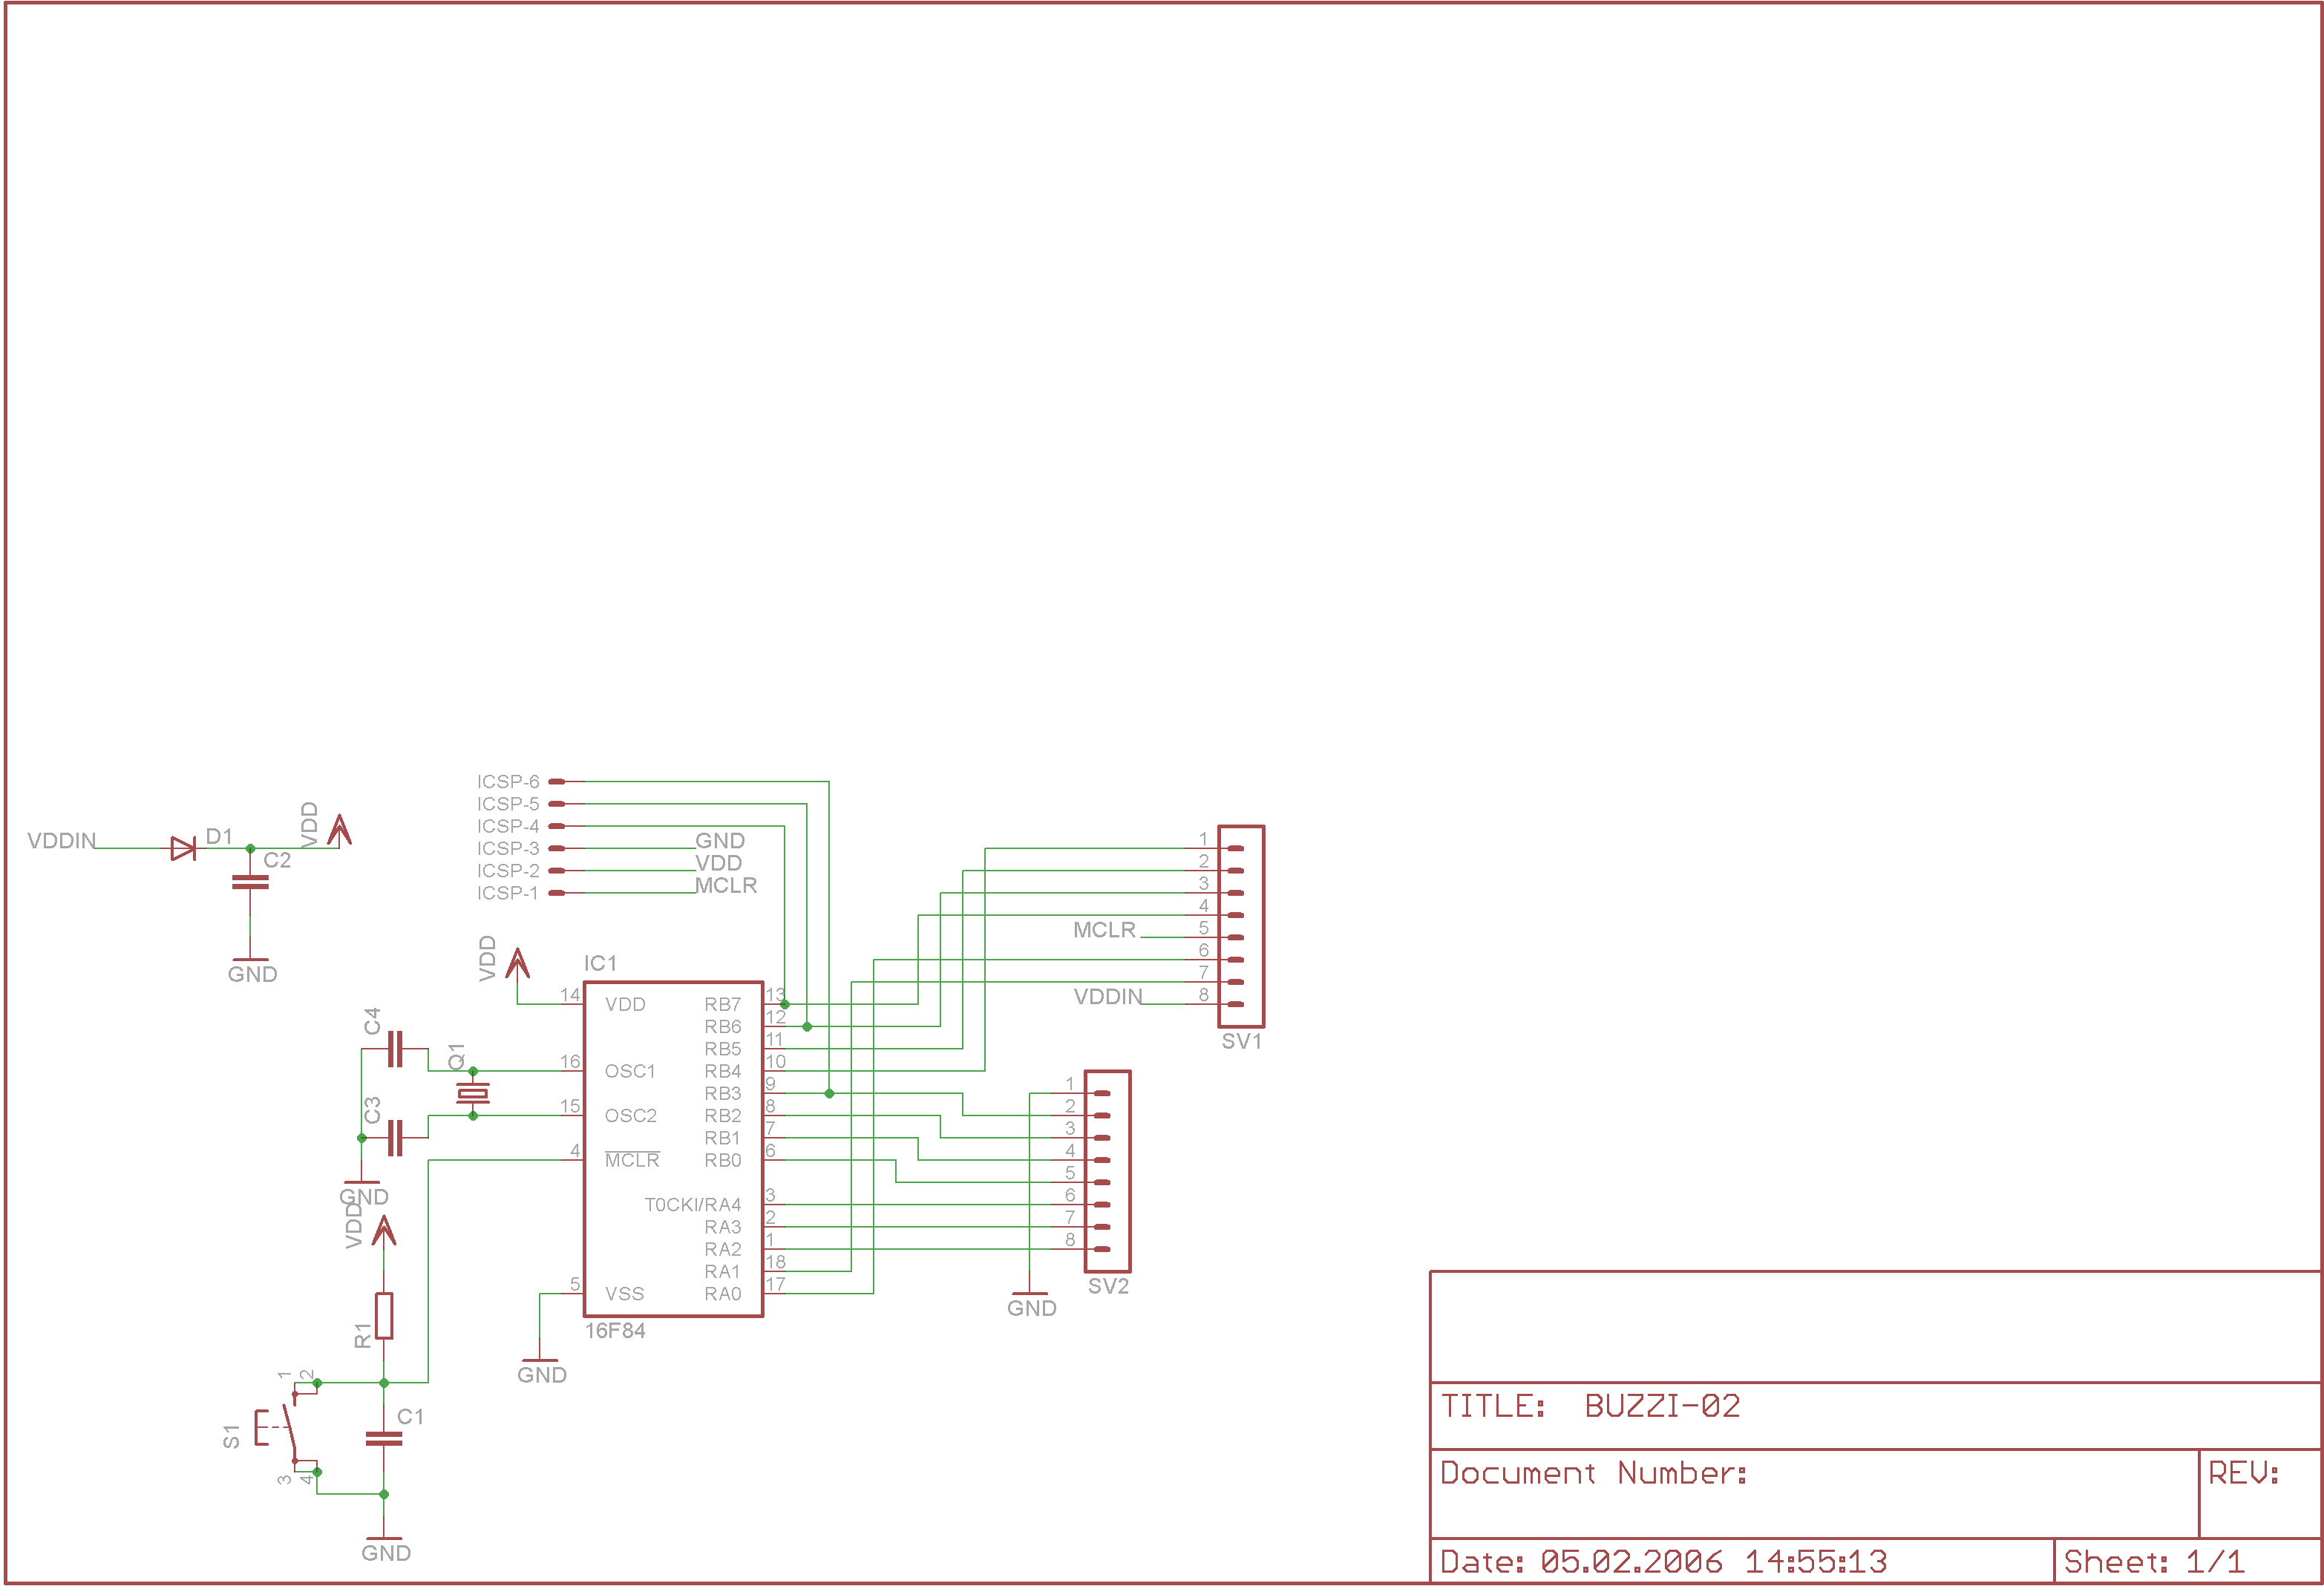 ICSP-6
ICSP-5
ICSP-4
ICSP-3 GND
ICSP-2 VDD
ICSP-1 MCLR
VDDIN D1 VDD
C2
GND
1
2
3
4
MCLR 5
6
7
VDDIN 8
SV1
VDD
IC1
14 VDD RB7 13
RB6 12
RB5 11
16 OSC1 RB4 10
RB3 9
15 OSC2 RB2 8
RB1 7
4 MCLR RB0 6
T0CKI/RA4 3
RA3 2
RA2 1
RA1 18
5 VSS RA0 17
16F84
GND
C4
Q1
C3
GND
1
2
3
4
5
6
7
8
SV2
GND
VDD
R1
1 2
S1
C1
3 4
GND
TITLE: BUZZI-02
Document Number:
REV:
Date: 05.02.2006 14:55:13
Sheet: 1/1